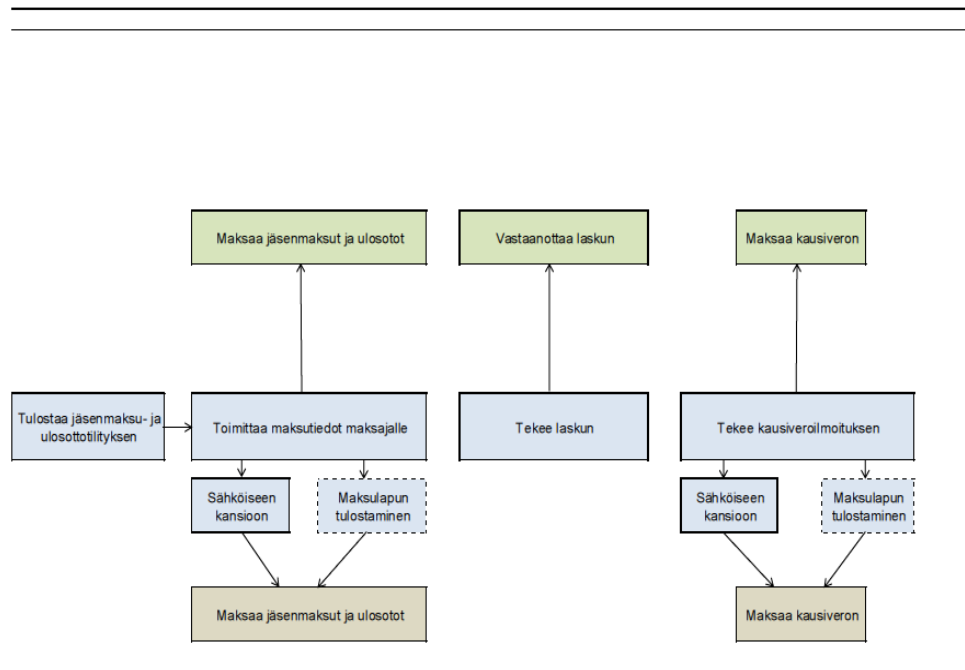 Maksaa jäsenmaksut ja ulosotot
Vastaanottaa laskun
Maksaa kausiveron
Tulostaa jäsenmaksu- ja
ulosottotilityksen
Toimittaa maksutiedot maksajalle
Tekee laskun
Tekee kausiveroilmoituksen
Sähköiseen
kansioon
Maksulapun
tulostaminen
Sähköiseen
kansioon
Maksulapun
tulostaminen
Maksaa jäsenmaksut ja ulosotot
Maksaa kausiveron